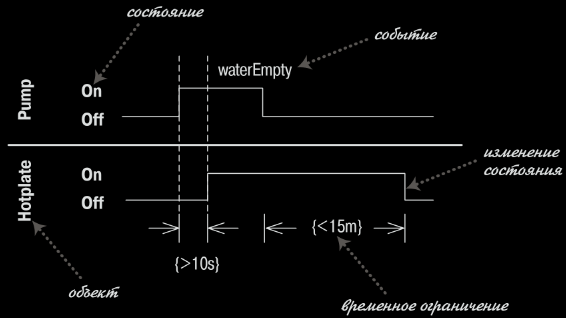 состояние
событие
waterEmpty
Pump
On
Off
изменение
состояния
Hotplate
On
Off
{<15m}
{>10s}
объект
временное ограничение